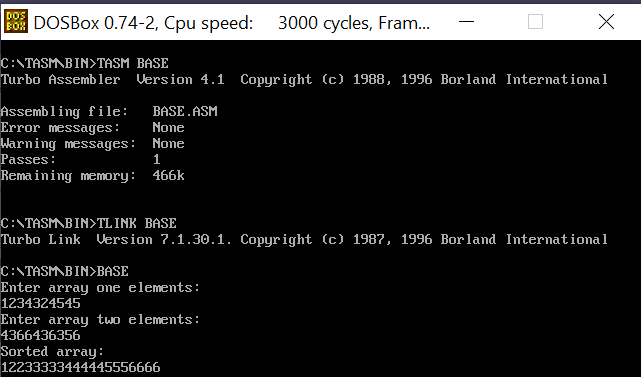 DOS
BOX
DOSBox 0.74-2, Cpu speed: 3000 cycles, Fram...
C:\TASM\BIN>TASM BASE
Turbo Assembler Version 4.1 Copyright (c) 1988, 1996 Borland International
Assembling file: BASE.ASM
Error messages: None
Warning messages: None
Passes: 1
Remaining memory: 466k
C:\TASM\BIN>TLINK BASE
Turbo Link Version 7.1.30.1. Copyright (c) 1987, 1996 Borland International
C:\TASM\BIN>BASE
Enter array one elements:
1234324545
Enter array two elements:
4366436356
Sorted array:
12233333444445556666